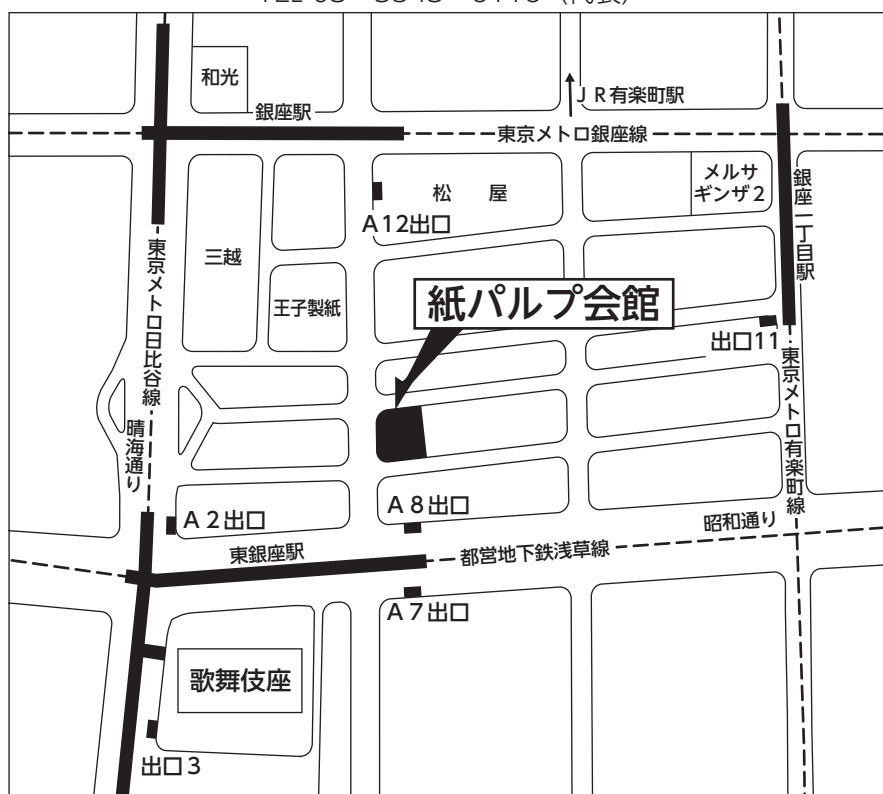 和光
銀座駅
JR有楽町駅
東京メトロ銀座線
松屋
メルサ
ギンザ2
銀座一丁目駅
A12出口
三越
王子製紙
東京メトロ日比谷線
紙パルプ会館
出口11
東京メトロ有楽町線
晴海通り
A2出口
A8出口
昭和通り
東銀座駅
都営地下鉄浅草線
A7出口
歌舞伎座
出口3